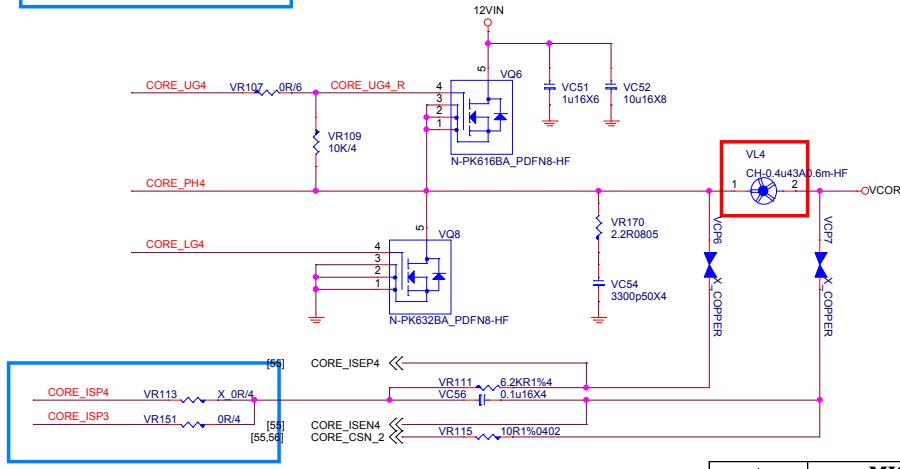 12VIN
CORE_UG4 VR107 0R/6 CORE_UG4_R
5 VQ6
4
3
2
1
VC51
1u16X6
VC52
10u16X8
VR109
10K/4
N-PK616BA_PDFN8-HF
VL4
CH-0.4u43A0.6m-HF
CORE_PH4
1 2
VCOR
CORE_LG4
5 VQ8
4
3
2
1
VR170
2.2R0805
VC54
3300p50X4
VCP6
X_COPPER
VCP7
X_COPPER
N-PK632BA_PDFN8-HF
[55] CORE_ISEP4
CORE_ISP4 VR113 X_0R/4
VR111 6.2KR1%4
VC56 0.1u16X4
CORE_ISP3 VR151 0R/4
[55] CORE_ISEN4
[55,56] CORE_CSN_2
VR115 10R1%0402